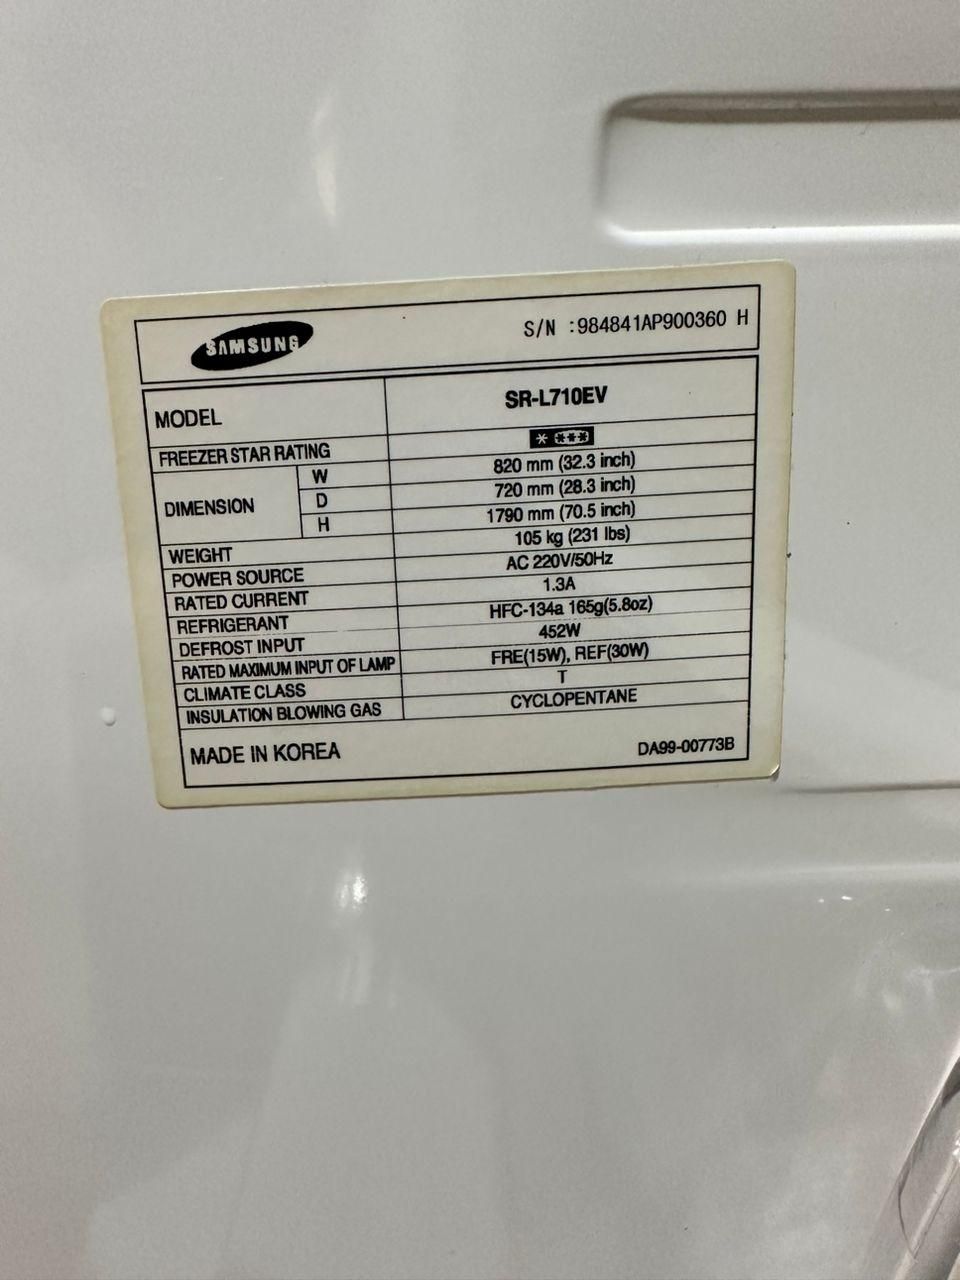 SAMSUNG S/N :984841AP900360 H
MODEL SR-L710EV
FREEZER STAR RATING * ***
DIMENSION W 820 mm (32.3 inch)
D 720 mm (28.3 inch)
H 1790 mm (70.5 inch)
WEIGHT 105 kg (231 lbs)
POWER SOURCE AC 220V/50Hz
RATED CURRENT 1.3A
REFRIGERANT HFC-134a 165g(5.8oz)
DEFROST INPUT 452W
RATED MAXIMUM INPUT OF LAMP FRE(15W), REF(30W)
CLIMATE CLASS T
INSULATION BLOWING GAS CYCLOPENTANE
MADE IN KOREA DA99-00773B